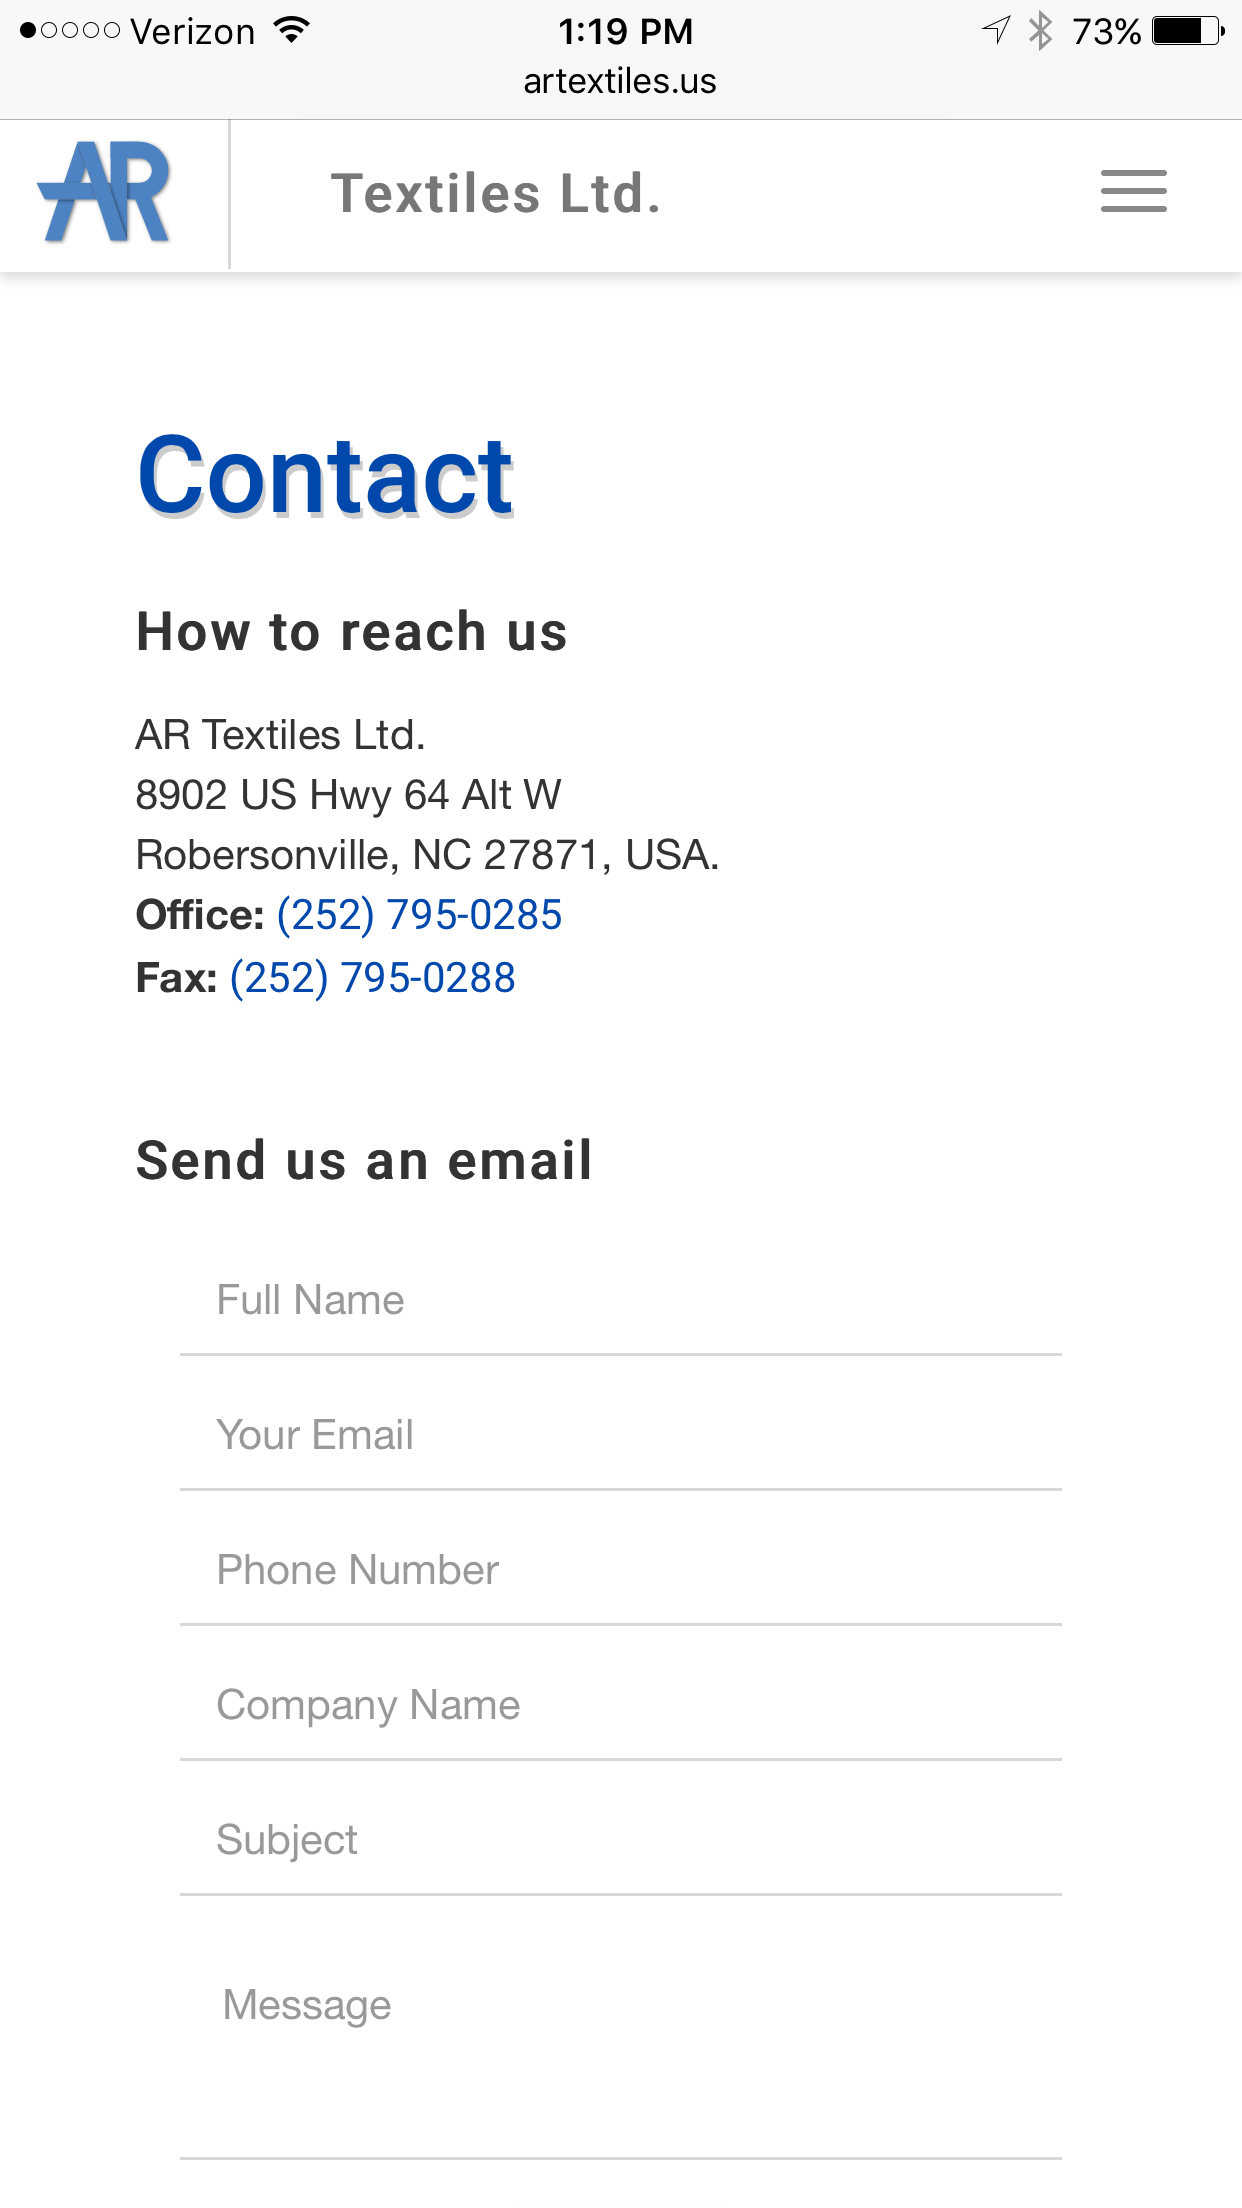 Verizon 1:19 PM 73%
artextiles.us
AR Textiles Ltd.
Contact
How to reach us
AR Textiles Ltd.
8902 US Hwy 64 Alt W
Robersonville, NC 27871, USA.
Office: (252) 795-0285
Fax: (252) 795-0288
Send us an email
Full Name
Your Email
Phone Number
Company Name
Subject
Message